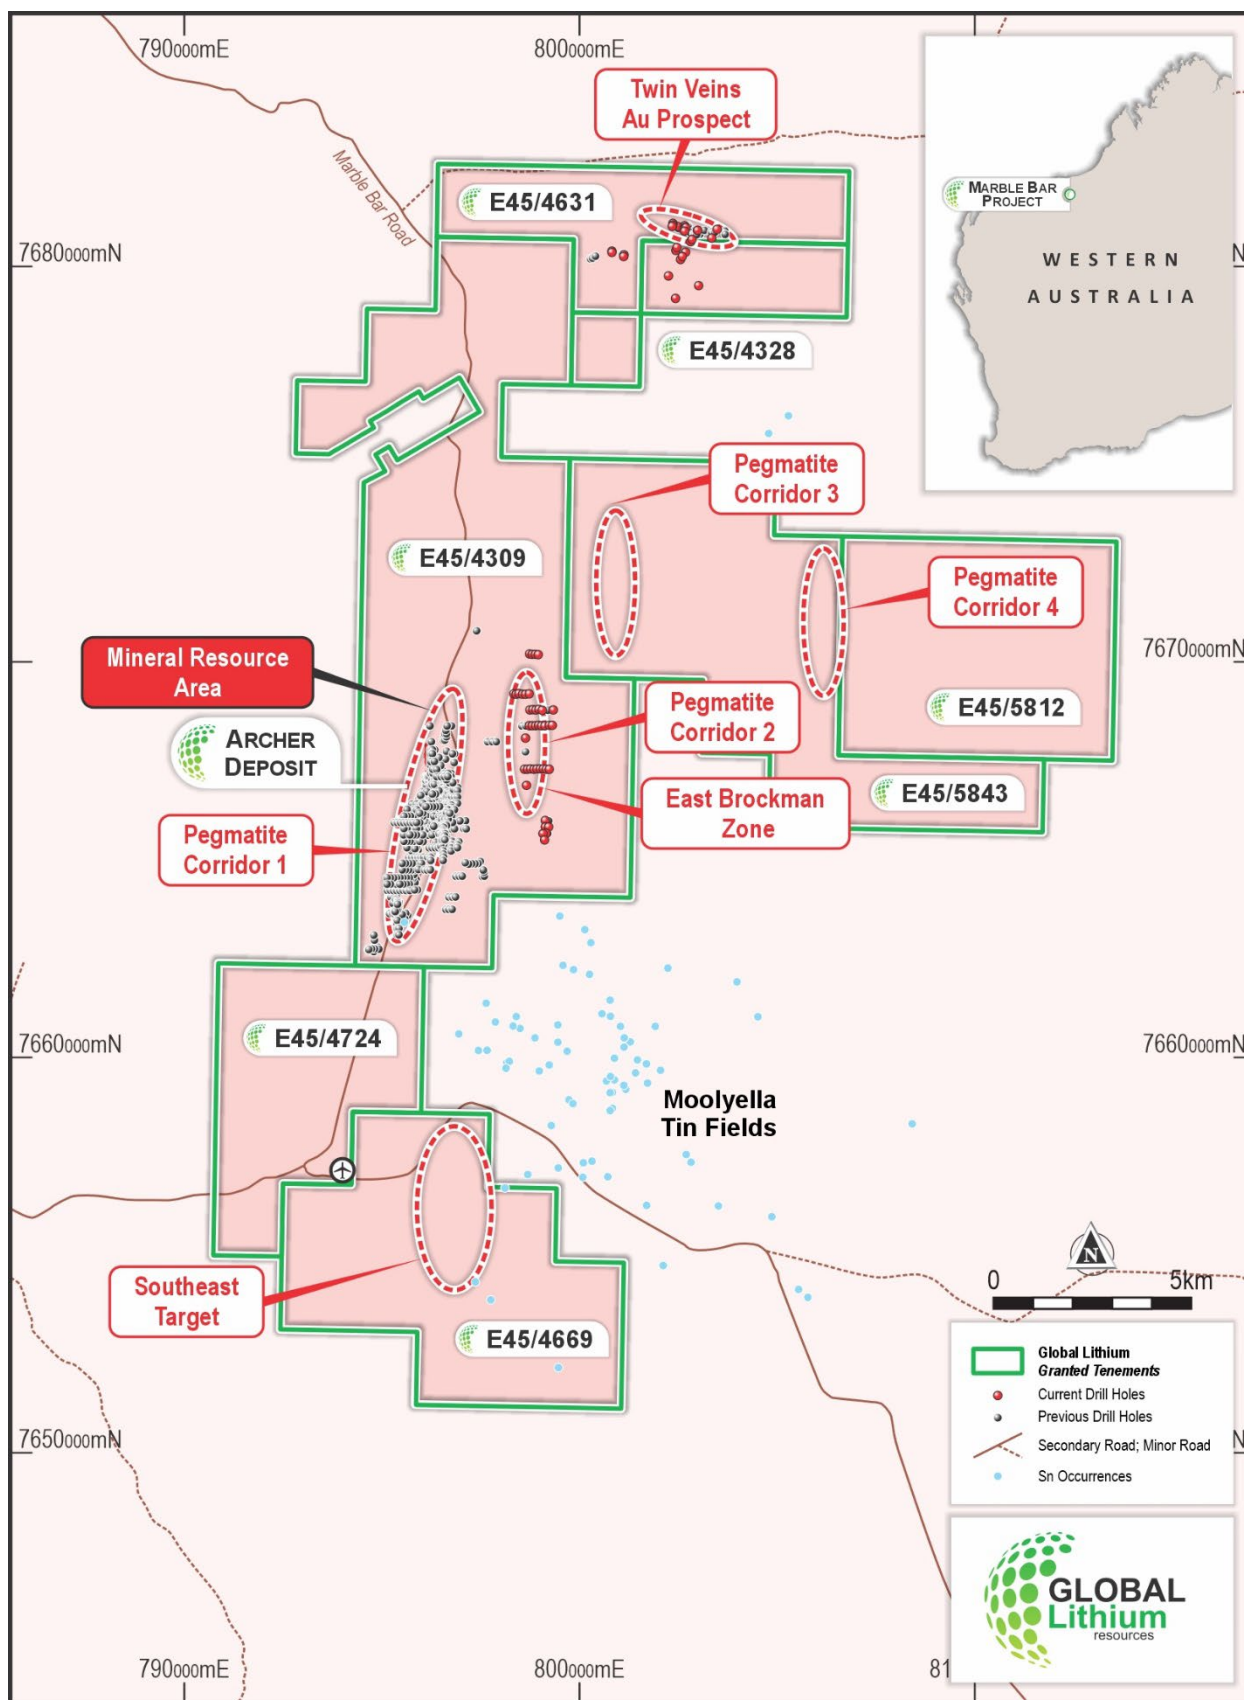 790000mE
800000mE
Twin Veins
Au Prospect
Marble Bar Road
E45/4631
MARBLE BAR
PROJECT
WESTERN
AUSTRALIA
7680000mN
N
E45/4328
Pegmatite
Corridor 3
E45/4309
Pegmatite
Corridor 4
Mineral Resource
Area
7670000mN
E45/5812
Pegmatite
Corridor 2
ARCHER
DEPOSIT
E45/5843
East Brockman
Zone
Pegmatite
Corridor 1
E45/4724
7660000mN
7660000mN
Moolyella
Tin Fields
N
0
5km
Southeast
Target
E45/4669
Global Lithium
Granted Tenements
Current Drill Holes
Previous Drill Holes
Secondary Road; Minor Road
Sn Occurrences
7650000mN
N
GLOBAL
Lithium
resources
790000mE
800000mE
81